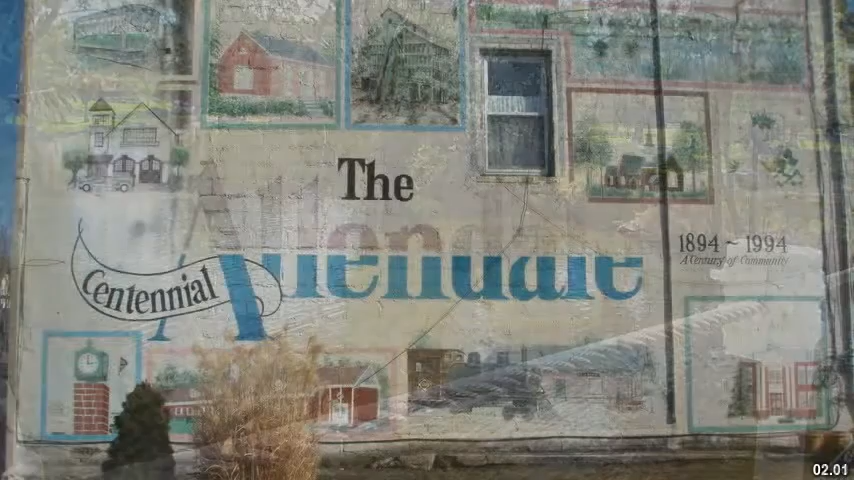 The
Allendale
Centennial
1894 ~ 1994
A Century of Community
02.01